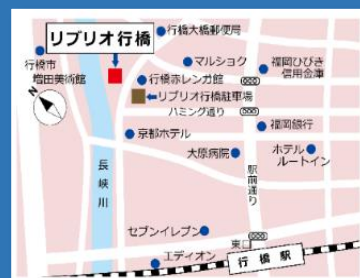 リブリオ行橋
行橋大橋郵便局
行橋市
増田美術館
N
マルショク
福岡ひびき
信用金庫
行橋赤レンガ館
リブリオ行橋駐車場
ハミング通り
福岡銀行
京都ホテル
大原病院
ホテル
ルートイン
長峡川
駅前通り
セブンイレブン
東口
エディオン
行橋駅